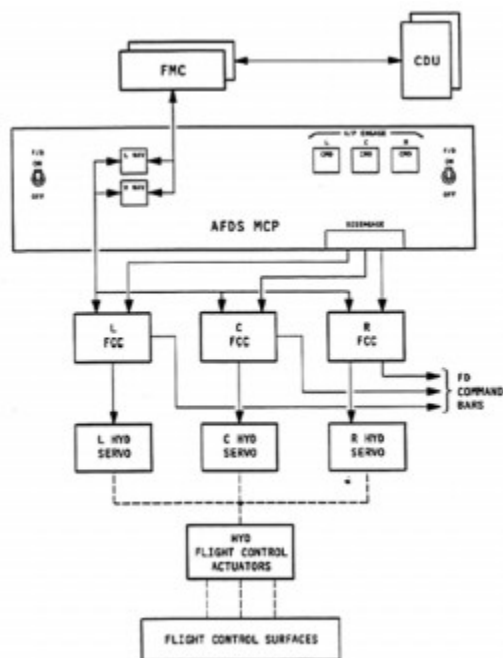 FMC
CDU
A/P ENGAGE
L C R
CMD CMD CMD
F/D
ON
OFF
L NAV
V NAV
F/D
ON
OFF
AFDS MCP
DISENGAGE
L
FCC
C
FCC
R
FCC
FD
COMMAND
BARS
L HYD
SERVO
C HYD
SERVO
R HYD
SERVO
HYD
FLIGHT CONTROL
ACTUATORS
FLIGHT CONTROL SURFACES